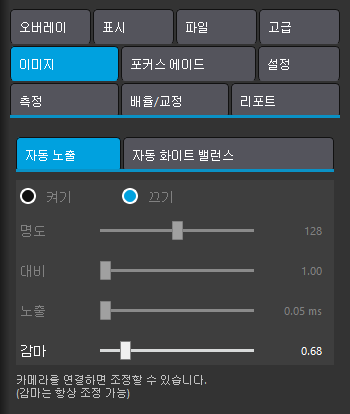 오버레이 표시 파일 고급
이미지 포커스 에이드 설정
측정 배율/교정 리포트
자동 노출 자동 화이트 밸런스
켜기 끄기
명도 128
대비 1.00
노출 0.05 ms
감마 0.68
카메라를 연결하면 조정할 수 있습니다.
(감마는 항상 조정 가능)